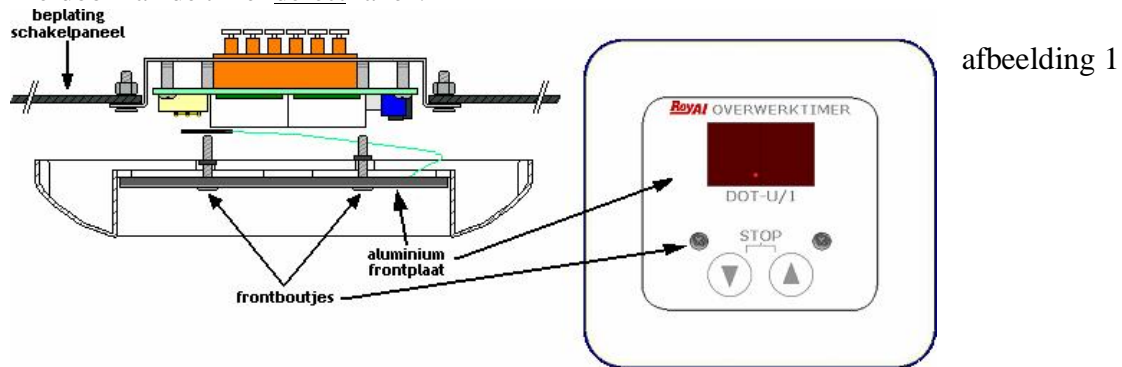 beplating
schakelpaneel
afbeelding 1
RoyAl OVERWERKTIMER
DOT-U/1
STOP
aluminium
frontplaat
frontboutjes